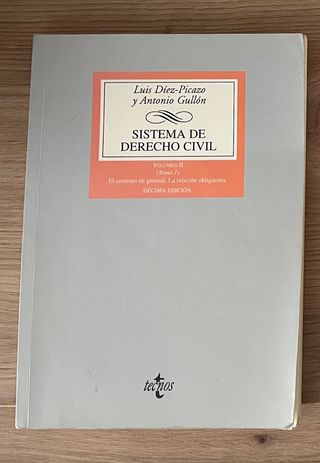 Luis Díez-Picazo
y Antonio Gullón
SISTEMA DE
DERECHO CIVIL
VOLUMEN II
(Tomo 1)
El contrato en general. La relación obligatoria
DÉCIMA EDICIÓN
tecnos